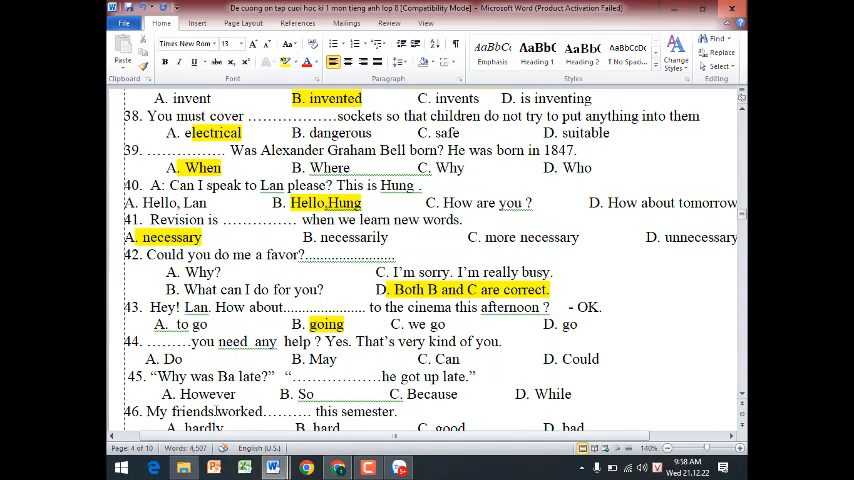 De cuong on tap cuoi hoc ki 1 mon tieng anh lop 8 [Compatibility Mode] - Microsoft Word (Product Activation Failed)
File Home Insert Page Layout References Mailings Review View
Times New Rom 13 AaBbCc AaBbC AaBbCc AaBbCcDc Find
Replace
Paste Emphasis Heading 1 Heading 2 ¶ No Spaci... Change Styles Select
Clipboard Font Paragraph Styles Editing
A. invent B. invented C. invents D. is inventing
38. You must cover ………………sockets so that children do not try to put anything into them
A. electrical B. dangerous C. safe D. suitable
39. …………… Was Alexander Graham Bell born? He was born in 1847.
A. When B. Where C. Why D. Who
40. A: Can I speak to Lan please? This is Hung .
A. Hello, Lan B. Hello,Hung C. How are you ? D. How about tomorrow
41. Revision is …………… when we learn new words.
A. necessary B. necessarily C. more necessary D. unnecessary
42. Could you do me a favor?..............................
A. Why? C. I’m sorry. I’m really busy.
B. What can I do for you? D. Both B and C are correct.
43. Hey! Lan. How about..................... to the cinema this afternoon ? - OK.
A. to go B. going C. we go D. go
44. ………you need any help ? Yes. That’s very kind of you.
A. Do B. May C. Can D. Could
45. “Why was Ba late?” “………………he got up late.”
A. However B. So C. Because D. While
46. My friends worked………. this semester.
A. hardly B. hard C. good D. bad
Page: 4 of 10 Words: 4,507 English (U.S.) 140%
9:58 AM
Wed 21.12.22